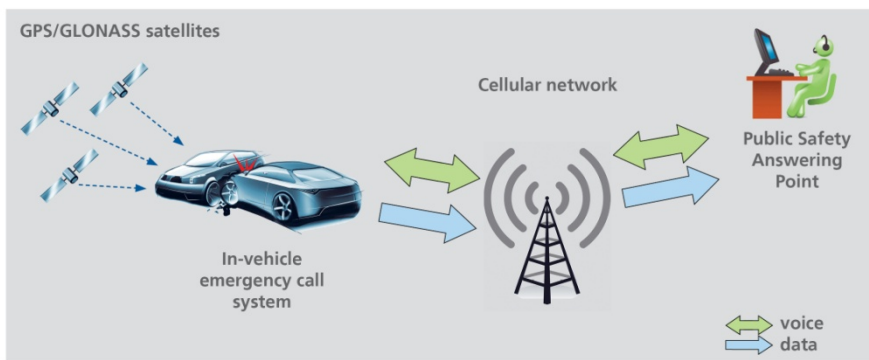 GPS/GLONASS satellites
Cellular network
Public Safety
Answering
Point
In-vehicle
emergency call
system
voice
data